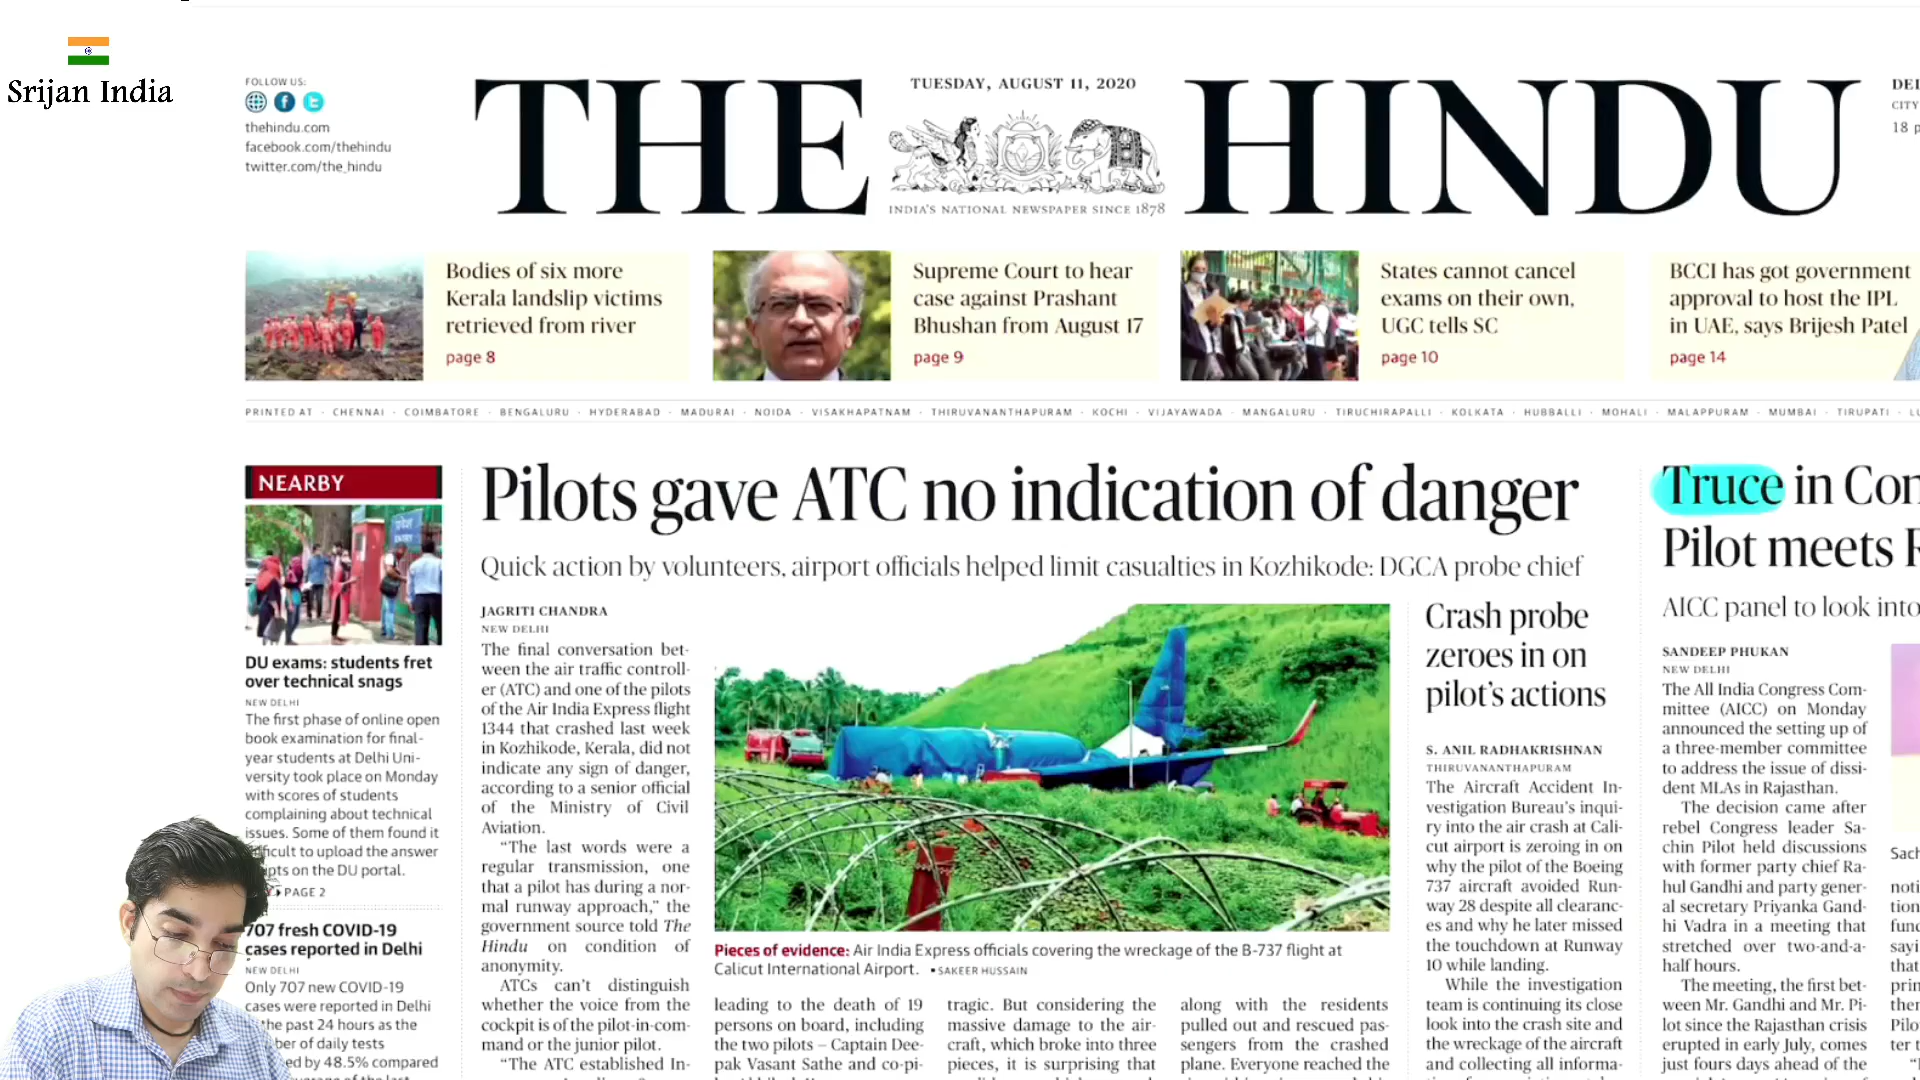 Srijan India
FOLLOW US:
thehindu.com
facebook.com/thehindu
twitter.com/the_hindu
THE HINDU
TUESDAY, AUGUST 11, 2020
INDIA'S NATIONAL NEWSPAPER SINCE 1878
CITY
18 p
Bodies of six more
Kerala landslip victims
retrieved from river
page 8
Supreme Court to hear
case against Prashant
Bhushan from August 17
page 9
States cannot cancel
exams on their own,
UGC tells SC
page 10
BCCI has got government
approval to host the IPL
in UAE, says Brijesh Patel
page 14
PRINTED AT · CHENNAI · COIMBATORE · BENGALURU · HYDERABAD · MADURAI · NOIDA · VISAKHAPATNAM · THIRUVANANTHAPURAM · KOCHI · VIJAYAWADA · MANGALURU · TIRUCHIRAPALLI · KOLKATA · HUBBALLI · MOHALI · MALAPPURAM · MUMBAI · TIRUPATI ·
NEARBY
DU exams: students fret
over technical snags
NEW DELHI
The first phase of online open
book examination for final-
year students at Delhi Uni-
versity took place on Monday
with scores of students
complaining about technical
issues. Some of them found it
to upload the answer
on the DU portal.
PAGE 2
707 fresh COVID-19
cases reported in Delhi
NEW DELHI
Only 707 new COVID-19
cases were reported in Delhi
the past 24 hours as the
of daily tests
by 48.5% compared
Pilots gave ATC no indication of danger
Quick action by volunteers, airport officials helped limit casualties in Kozhikode: DGCA probe chief
JAGRITI CHANDRA
NEW DELHI
The final conversation bet-
ween the air traffic controll-
er (ATC) and one of the pilots
of the Air India Express flight
1344 that crashed last week
in Kozhikode, Kerala, did not
indicate any sign of danger,
according to a senior official
of the Ministry of Civil
Aviation.
“The last words were a
regular transmission, one
that a pilot has during a nor-
mal runway approach,” the
government source told The
Hindu on condition of
anonymity.
ATCs can’t distinguish
whether the voice from the
cockpit is of the pilot-in-com-
mand or the junior pilot.
“The ATC established In-
ENTRY
Pieces of evidence: Air India Express officials covering the wreckage of the B-737 flight at
Calicut International Airport. ▪ SAKEER HUSSAIN
leading to the death of 19
persons on board, including
the two pilots – Captain Dee-
pak Vasant Sathe and co-pi-
tragic. But considering the
massive damage to the air-
craft, which broke into three
pieces, it is surprising that
along with the residents
pulled out and rescued pas-
sengers from the crashed
plane. Everyone reached the
Crash probe
zeroes in on
pilot’s actions
S. ANIL RADHAKRISHNAN
THIRUVANANTHAPURAM
The Aircraft Accident In-
vestigation Bureau’s inqui-
ry into the air crash at Cali-
cut airport is zeroing in on
why the pilot of the Boeing
737 aircraft avoided Run-
way 28 despite all clearanc-
es and why he later missed
the touchdown at Runway
10 while landing.
While the investigation
team is continuing its close
look into the crash site and
the wreckage of the aircraft
and collecting all informa-
Truce in Con
Pilot meets R
AICC panel to look into
SANDEEP PHUKAN
NEW DELHI
The All India Congress Com-
mittee (AICC) on Monday
announced the setting up of
a three-member committee
to address the issue of dissi-
dent MLAs in Rajasthan.
The decision came after
rebel Congress leader Sa-
chin Pilot held discussions
with former party chief Ra-
hul Gandhi and party gener-
al secretary Priyanka Gand-
hi Vadra in a meeting that
stretched over two-and-a-
half hours.
The meeting, the first bet-
ween Mr. Gandhi and Mr. Pi-
lot since the Rajasthan crisis
erupted in early July, comes
just fours days ahead of the
Sach
noti
tion
func
sayi
that
prin
ther
Pilo
ter t